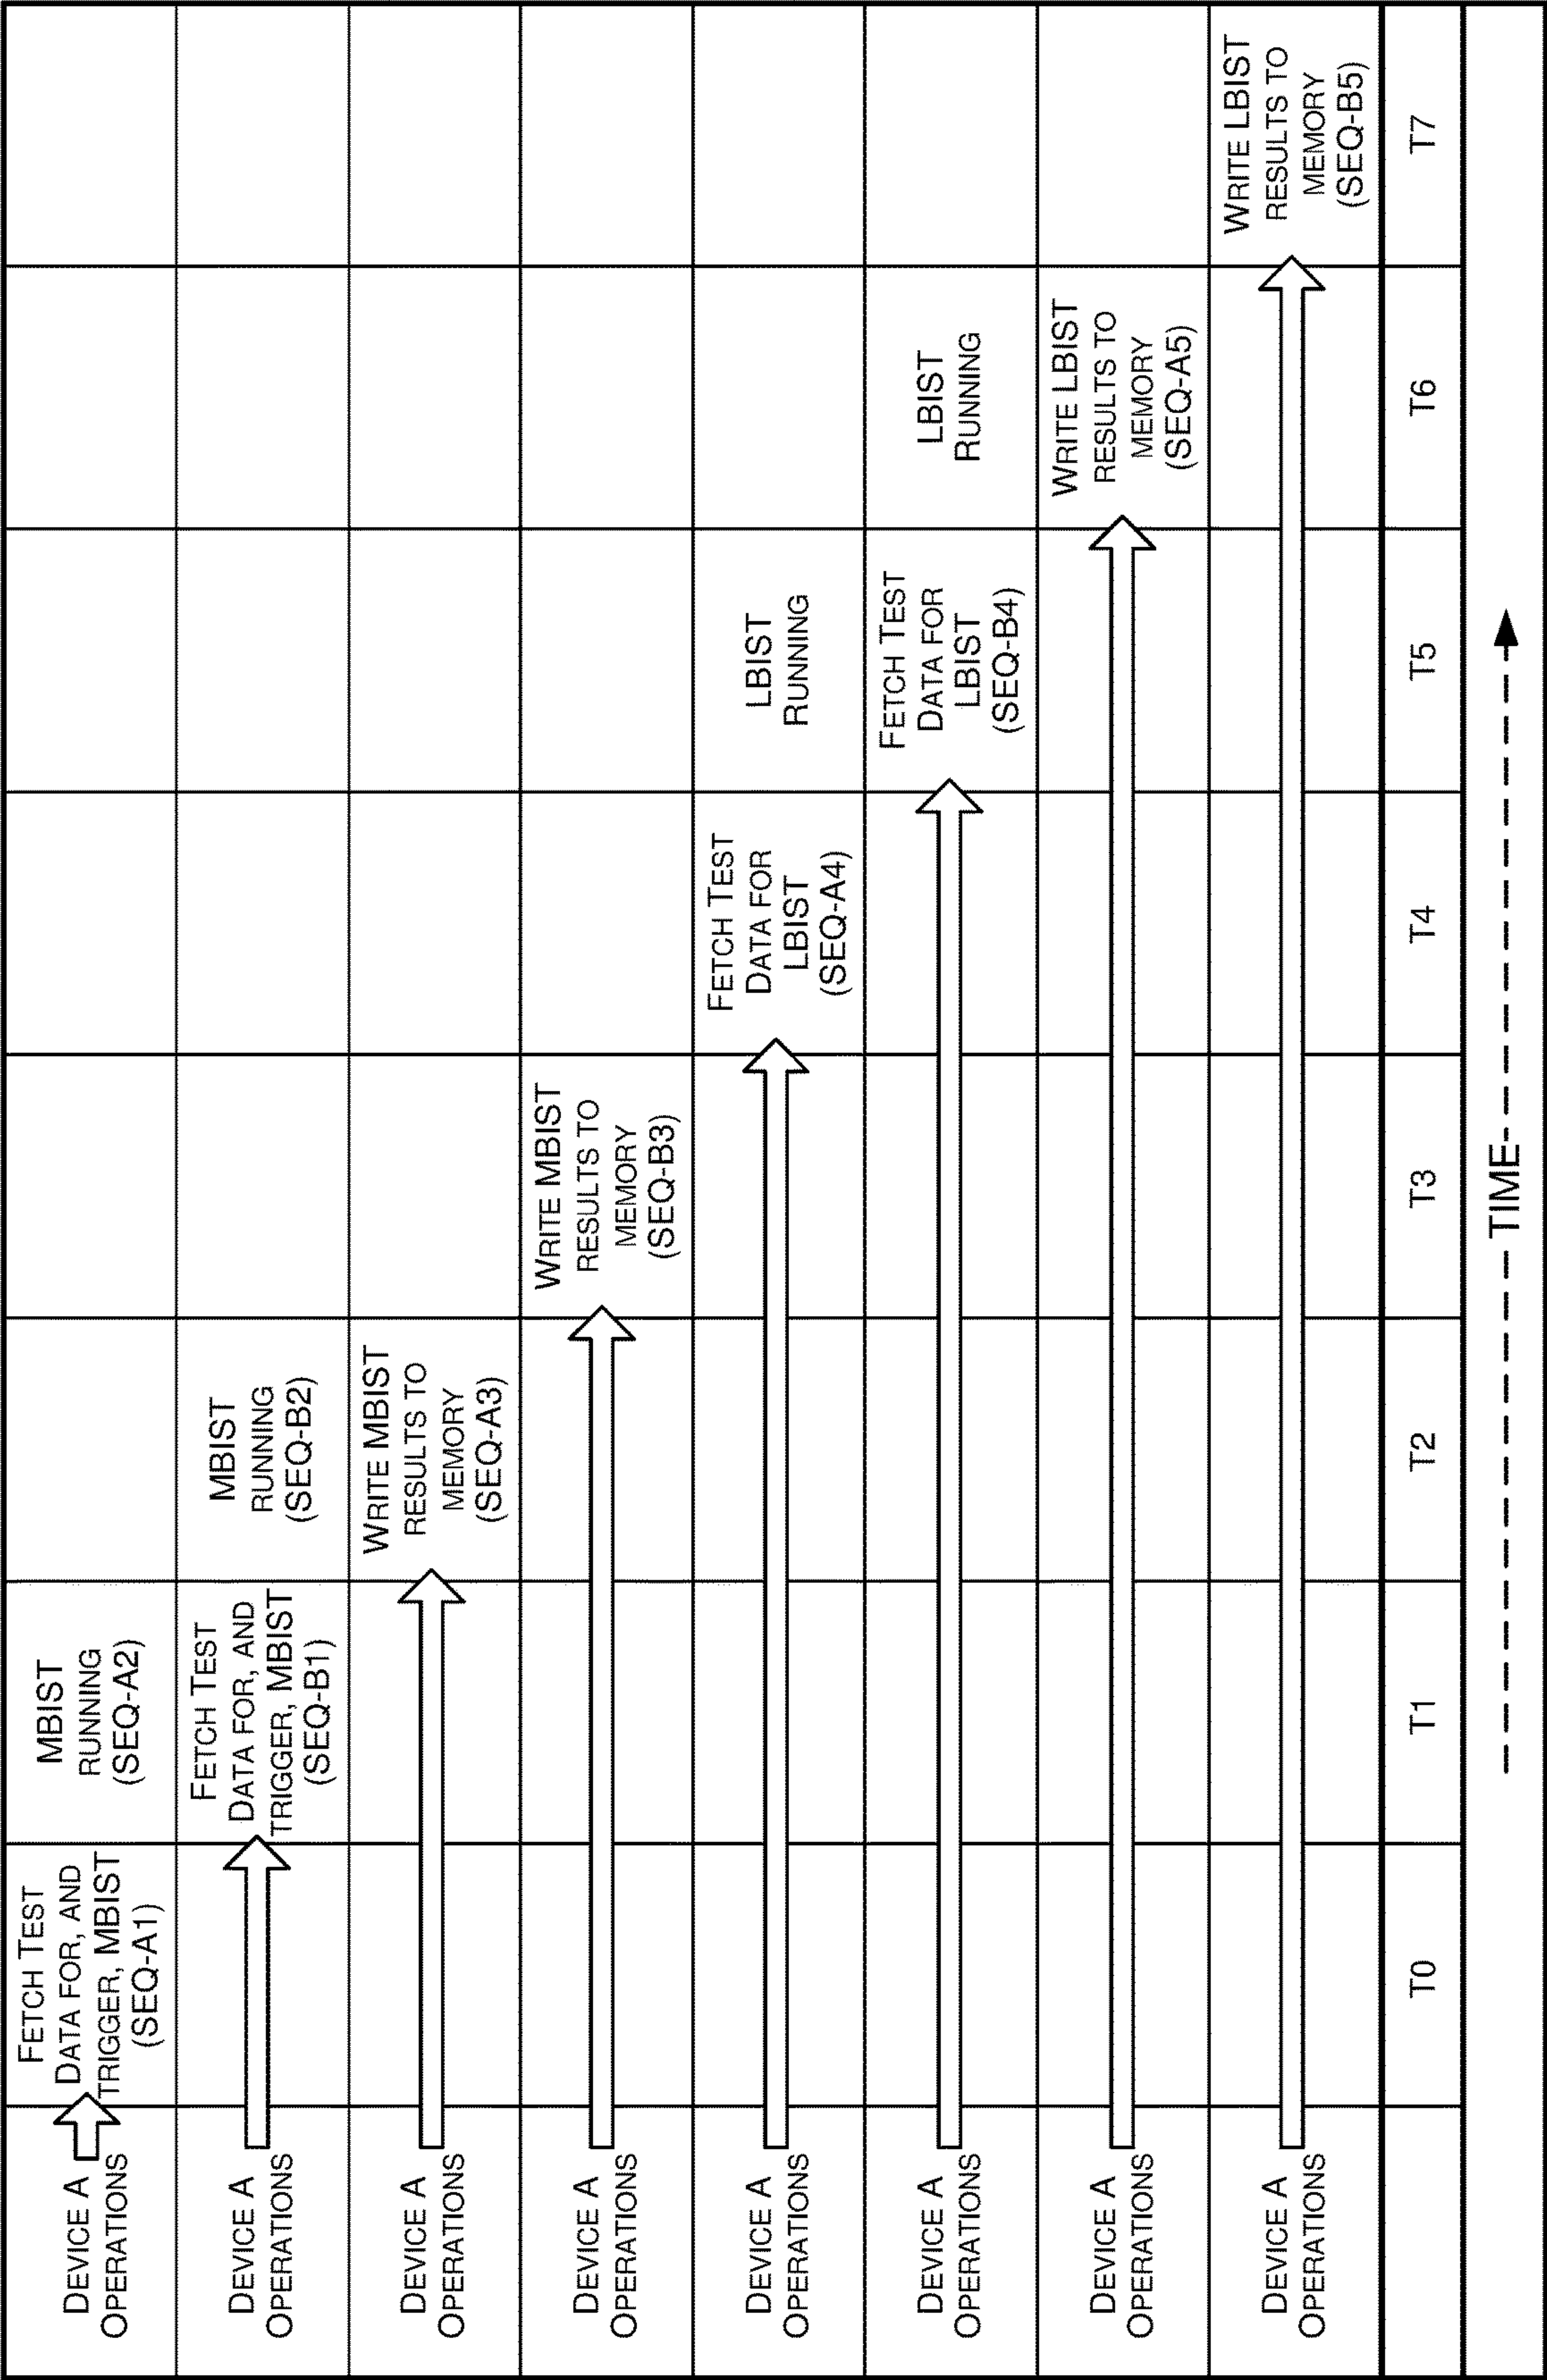 DEVICE A
OPERATIONS
FETCH TEST
DATA FOR, AND
TRIGGER, MBIST
(SEQ-A1)
MBIST
RUNNING
(SEQ-A2)
DEVICE A
OPERATIONS
FETCH TEST
DATA FOR, AND
TRIGGER, MBIST
(SEQ-B1)
MBIST
RUNNING
(SEQ-B2)
DEVICE A
OPERATIONS
WRITE MBIST
RESULTS TO
MEMORY
(SEQ-A3)
DEVICE A
OPERATIONS
WRITE MBIST
RESULTS TO
MEMORY
(SEQ-B3)
DEVICE A
OPERATIONS
FETCH TEST
DATA FOR
LBIST
(SEQ-A4)
LBIST
RUNNING
DEVICE A
OPERATIONS
FETCH TEST
DATA FOR
LBIST
(SEQ-B4)
LBIST
RUNNING
DEVICE A
OPERATIONS
WRITE LBIST
RESULTS TO
MEMORY
(SEQ-A5)
DEVICE A
OPERATIONS
WRITE LBIST
RESULTS TO
MEMORY
(SEQ-B5)
T0 T1 T2 T3 T4 T5 T6 T7
TIME